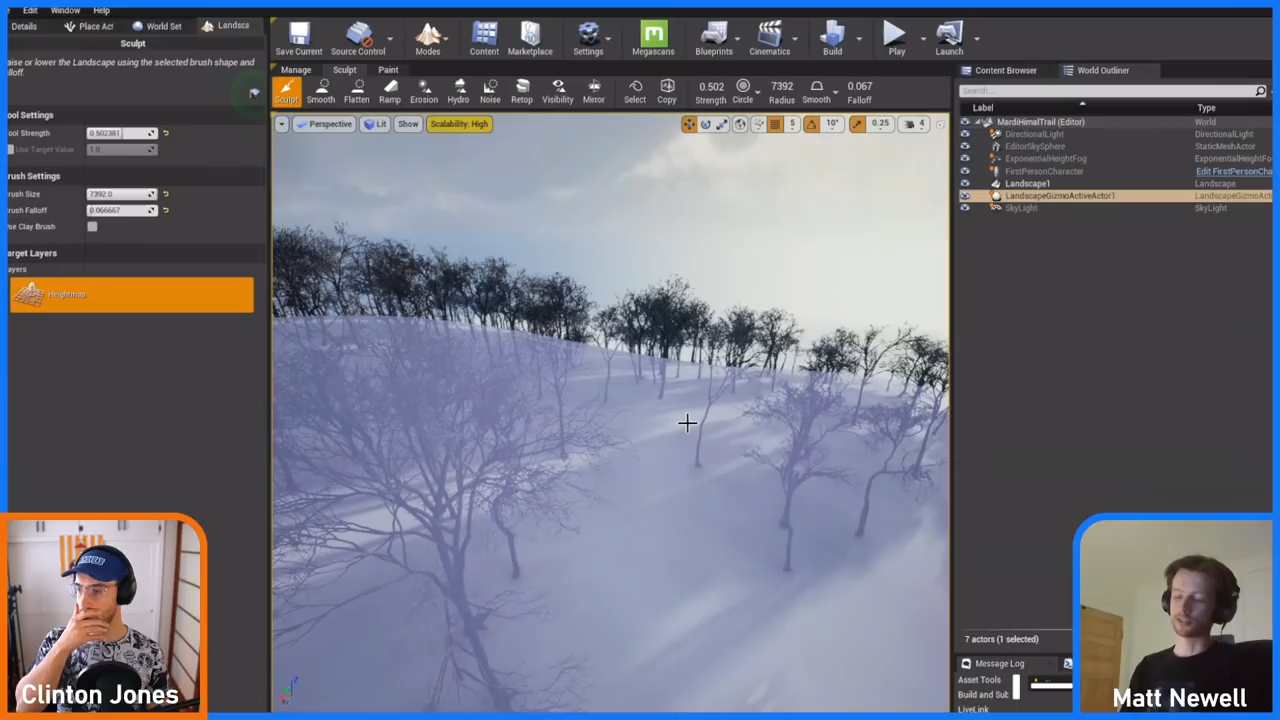 Edit Window Help
Details Place Act World Set Landsca
Sculpt
aise or lower the Landscape using the selected brush shape and
alloff.
ool Settings
ool Strength 0.502381
Use Target Value 1.0
rush Settings
rush Size 7392.0
rush Falloff 0.066667
se Clay Brush
arget Layers
ayers
Heightmap
Save Current Source Control Modes Content Marketplace Settings Megascans Blueprints Cinematics Build Play Launch
Manage Sculpt Paint
Sculpt Smooth Flatten Ramp Erosion Hydro Noise Retop Visibility Mirror Select Copy 0.502 Strength Circle 7392 Radius Smooth 0.067 Falloff
Perspective Lit Show Scalability: High 5 10° 0.25 4
Content Browser World Outliner
Search...
Label Type
MardiHimalTrail (Editor) World
DirectionalLight DirectionalLight
EditorSkySphere StaticMeshActor
ExponentialHeightFog ExponentialHeightFo
FirstPersonCharacter Edit FirstPersonCha
Landscape1 Landscape
LandscapeGizmoActiveActor1 LandscapeGizmoAct
SkyLight SkyLight
7 actors (1 selected)
Message Log
Asset Tools
Build and Sub
LiveLink
Clinton Jones
Matt Newell